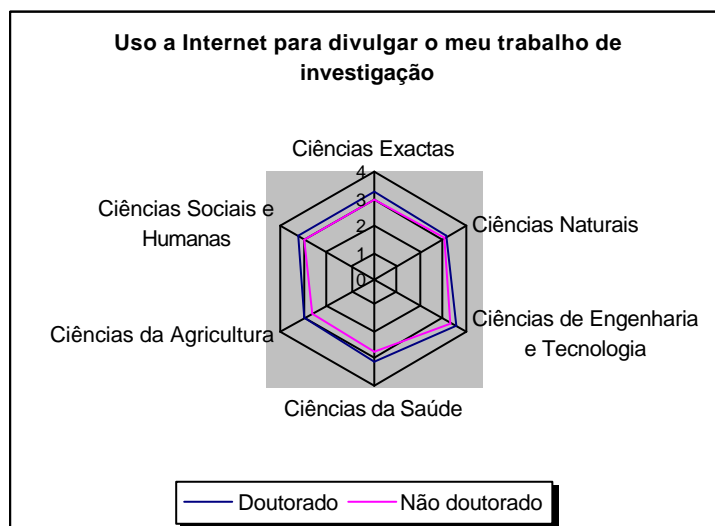 Uso a Internet para divulgar o meu trabalho de
investigação
Ciências Exactas
4
3
2
1
0
Ciências Sociais e
Humanas
Ciências Naturais
Ciências da Agricultura
Ciências de Engenharia
e Tecnologia
Ciências da Saúde
Doutorado
Não doutorado